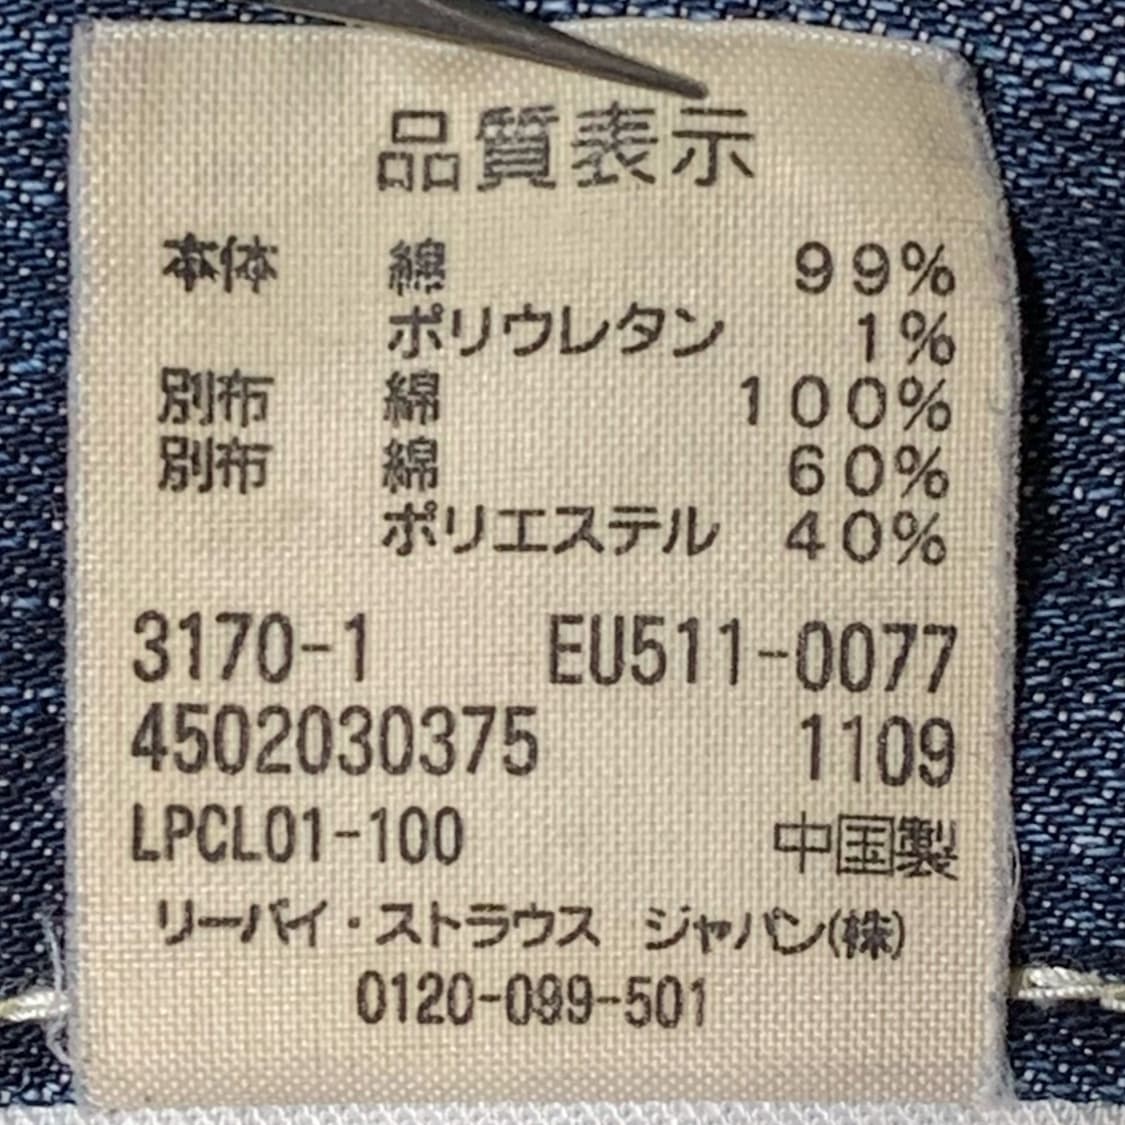 品質表示
本体 綿 99%
ポリウレタン 1%
別布 綿 100%
別布 綿 60%
ポリエステル 40%
3170-1 EU511-0077
4502030375 1109
LPCL01-100 中国製
リーバイ・ストラウス ジャパン(株)
0120-099-501